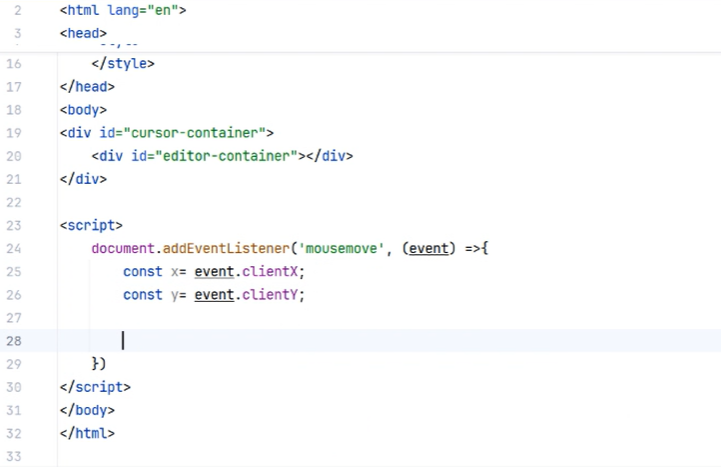 2 <html lang="en">
3 <head>
16 </style>
17 </head>
18 <body>
19 <div id="cursor-container">
20 <div id="editor-container"></div>
21 </div>
22
23 <script>
24 document.addEventListener('mousemove', (event) =>{
25 const x= event.clientX;
26 const y= event.clientY;
27
28
29 })
30 </script>
31 </body>
32 </html>
33